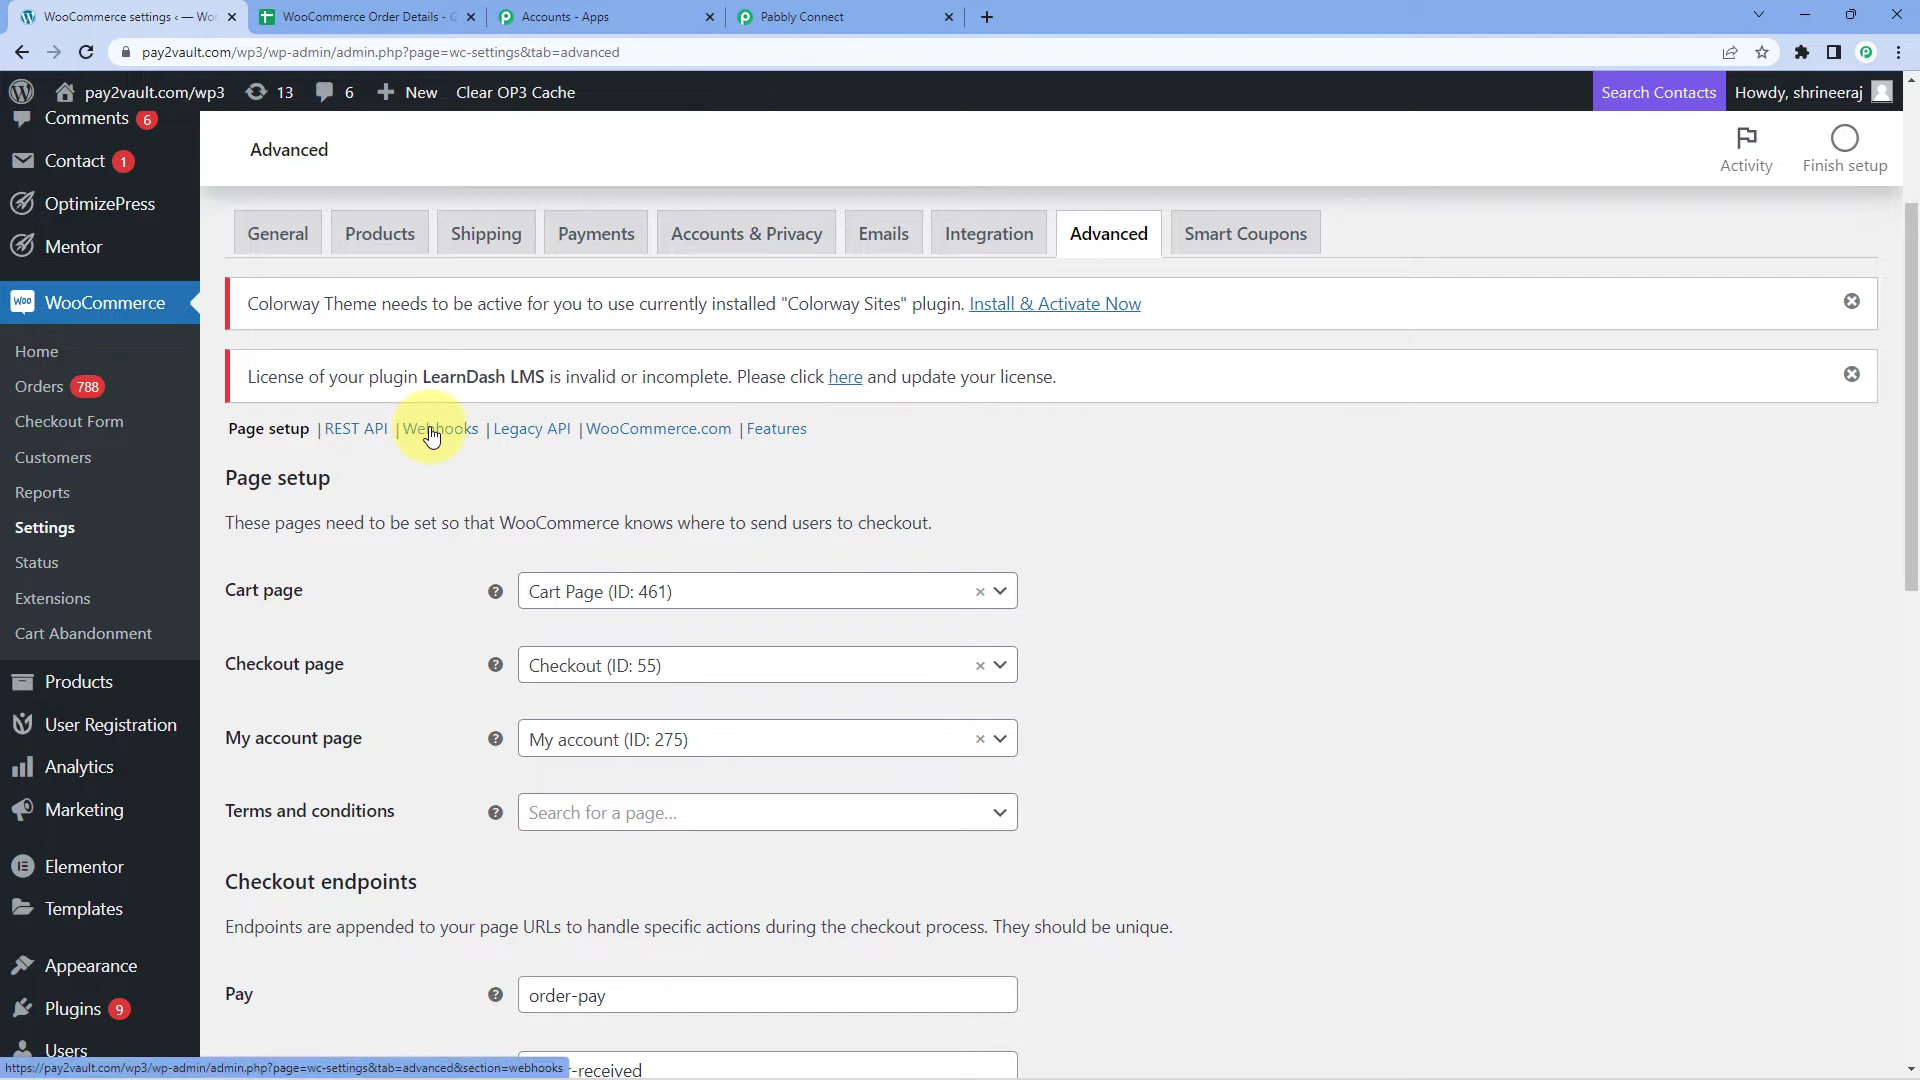 WooCommerce settings ‹ — Wor
WooCommerce Order Details - G
Accounts - Apps
Pabbly Connect
pay2vault.com/wp3/wp-admin/admin.php?page=wc-settings&tab=advanced
pay2vault.com/wp3
13
6
New
Clear OP3 Cache
Search Contacts
Howdy, shrineeraj
Comments 6
Contact 1
OptimizePress
Mentor
WooCommerce
Home
Orders 788
Checkout Form
Customers
Reports
Settings
Status
Extensions
Cart Abandonment
Products
User Registration
Analytics
Marketing
Elementor
Templates
Appearance
Plugins 9
Users
Advanced
Activity
Finish setup
General
Products
Shipping
Payments
Accounts & Privacy
Emails
Integration
Advanced
Smart Coupons
Colorway Theme needs to be active for you to use currently installed "Colorway Sites" plugin. Install & Activate Now
License of your plugin LearnDash LMS is invalid or incomplete. Please click here and update your license.
Page setup | REST API | Webhooks | Legacy API | WooCommerce.com | Features
Page setup
These pages need to be set so that WooCommerce knows where to send users to checkout.
Cart page
Cart Page (ID: 461)
Checkout page
Checkout (ID: 55)
My account page
My account (ID: 275)
Terms and conditions
Search for a page...
Checkout endpoints
Endpoints are appended to your page URLs to handle specific actions during the checkout process. They should be unique.
Pay
order-pay
-received
https://pay2vault.com/wp3/wp-admin/admin.php?page=wc-settings&tab=advanced&section=webhooks